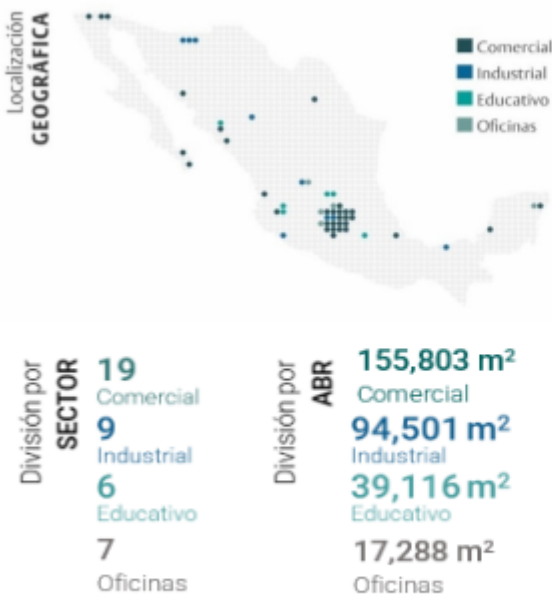 Localización
GEOGRÁFICA
Comercial
Industrial
Educativo
Oficinas
División por
SECTOR
19
Comercial
9
Industrial
6
Educativo
7
Oficinas
División por
ABR
155,803 m²
Comercial
94,501 m²
Industrial
39,116 m²
Educativo
17,288 m²
Oficinas